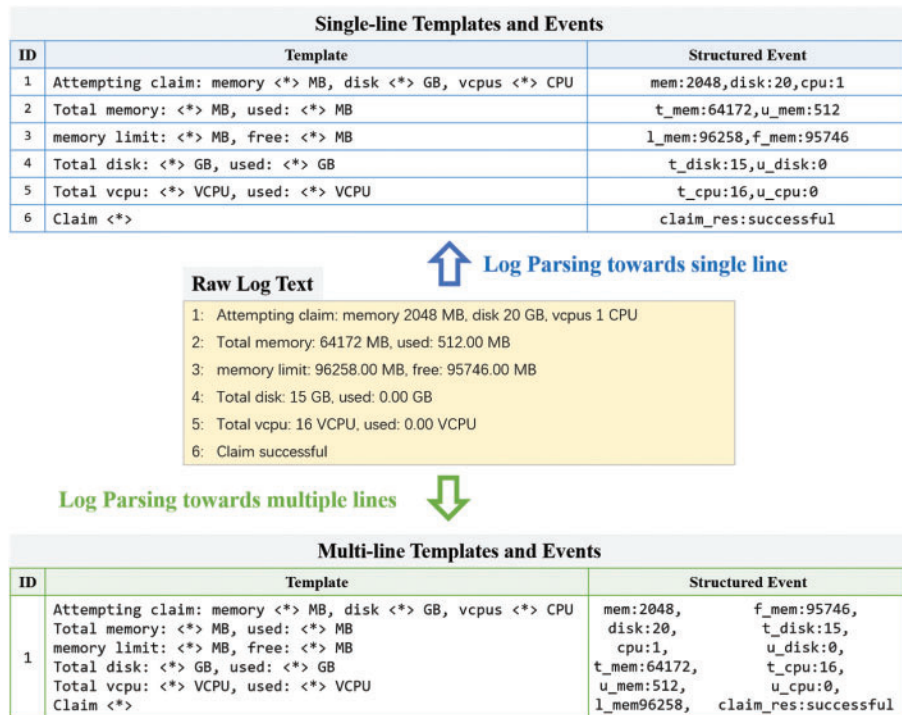 Single-line Templates and Events
ID Template Structured Event
1 Attempting claim: memory <*> MB, disk <*> GB, vcpus <*> CPU mem:2048,disk:20,cpu:1
2 Total memory: <*> MB, used: <*> MB t_mem:64172,u_mem:512
3 memory limit: <*> MB, free: <*> MB l_mem:96258,f_mem:95746
4 Total disk: <*> GB, used: <*> GB t_disk:15,u_disk:0
5 Total vcpu: <*> VCPU, used: <*> VCPU t_cpu:16,u_cpu:0
6 Claim <*> claim_res:successful
Log Parsing towards single line
Raw Log Text
1: Attempting claim: memory 2048 MB, disk 20 GB, vcpus 1 CPU
2: Total memory: 64172 MB, used: 512.00 MB
3: memory limit: 96258.00 MB, free: 95746.00 MB
4: Total disk: 15 GB, used: 0.00 GB
5: Total vcpu: 16 VCPU, used: 0.00 VCPU
6: Claim successful
Log Parsing towards multiple lines
Multi-line Templates and Events
ID Template Structured Event
Attempting claim: memory <*> MB, disk <*> GB, vcpus <*> CPU mem:2048, f_mem:95746,
Total memory: <*> MB, used: <*> MB disk:20, t_disk:15,
memory limit: <*> MB, free: <*> MB cpu:1, u_disk:0,
1 Total disk: <*> GB, used: <*> GB t_mem:64172, t_cpu:16,
Total vcpu: <*> VCPU, used: <*> VCPU u_mem:512, u_cpu:0,
Claim <*> l_mem96258, claim_res:successful